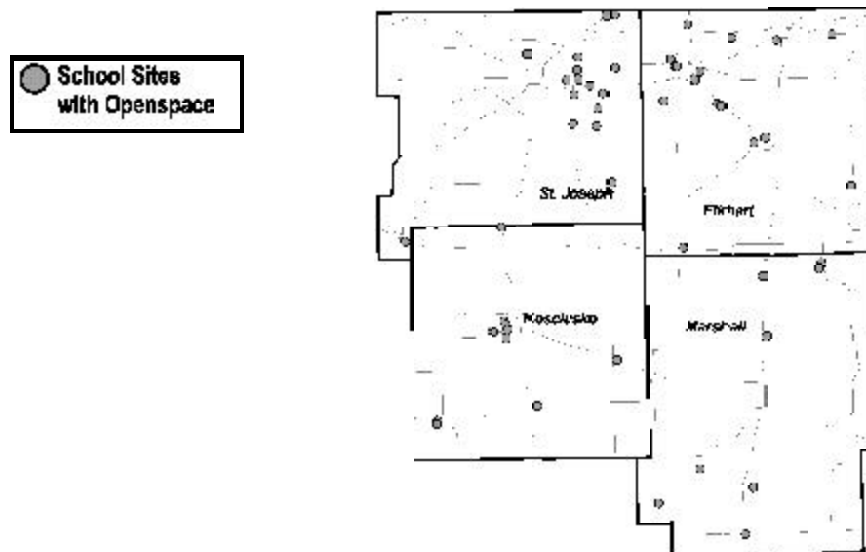 School Sites
with Openspace
St. Joseph
Elkhart
Kosciusko
Marshall